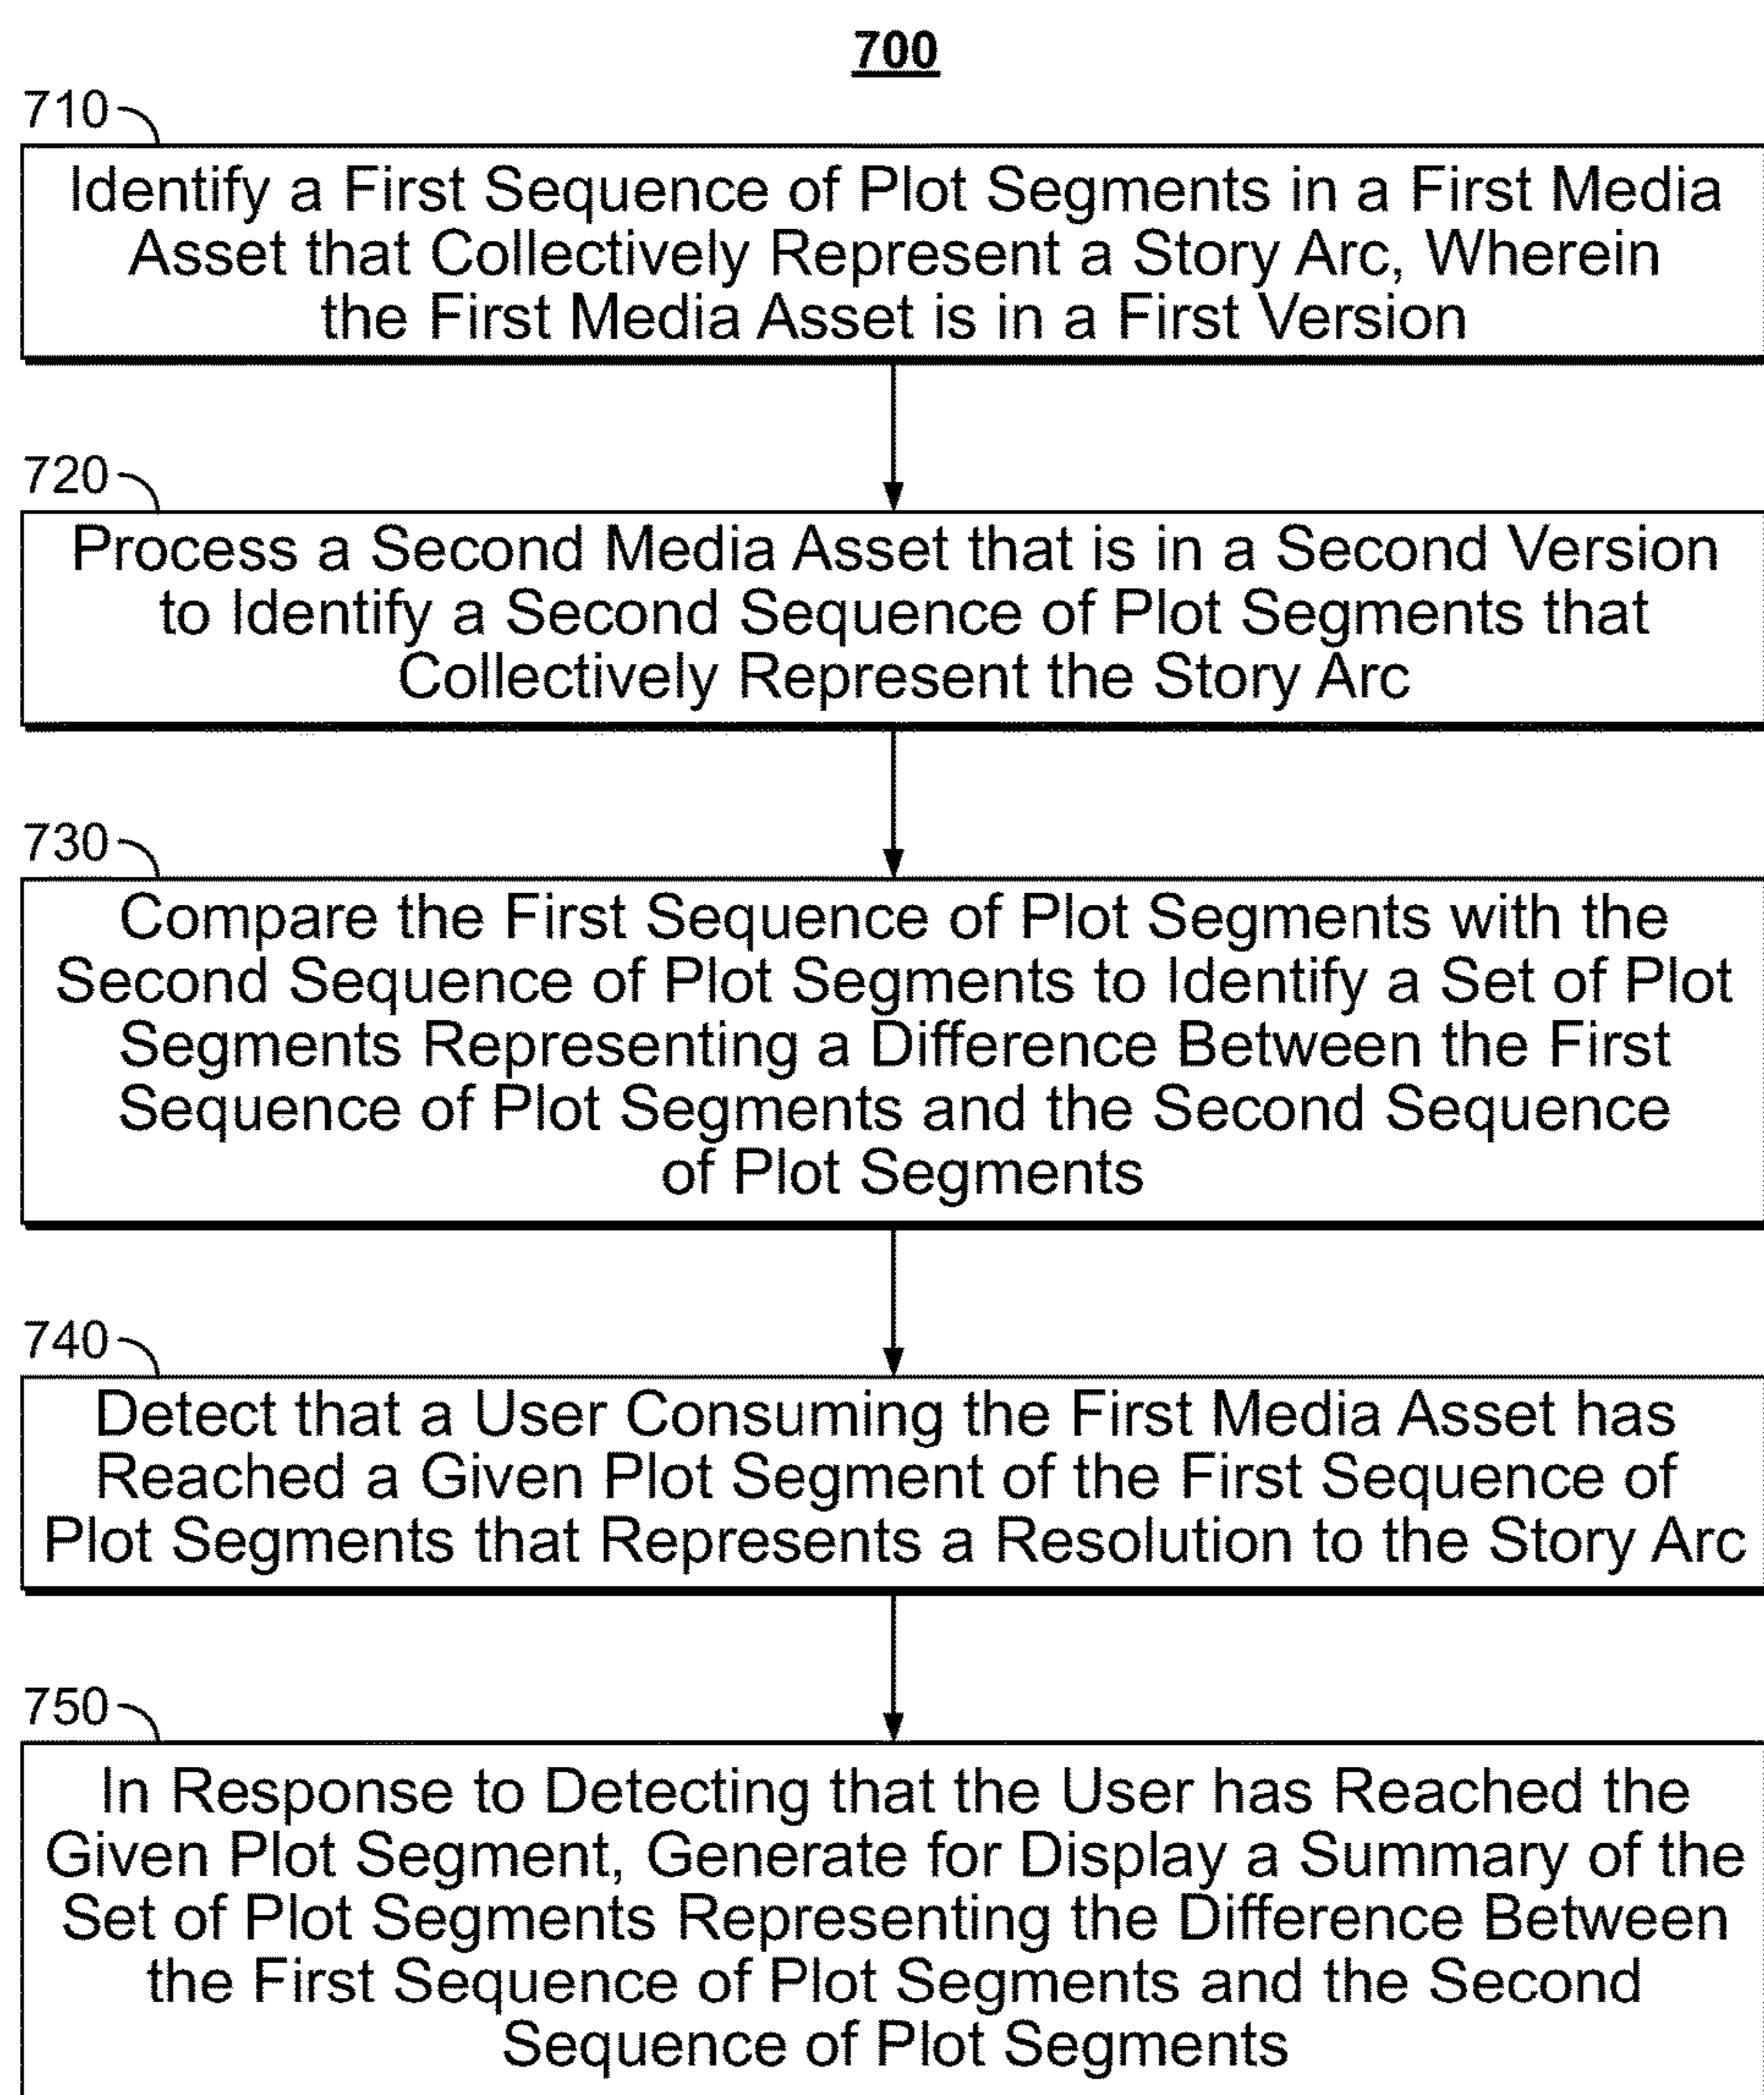 700
710
Identify a First Sequence of Plot Segments in a First Media
Asset that Collectively Represent a Story Arc, Wherein
the First Media Asset is in a First Version
720
Process a Second Media Asset that is in a Second Version
to Identify a Second Sequence of Plot Segments that
Collectively Represent the Story Arc
730
Compare the First Sequence of Plot Segments with the
Second Sequence of Plot Segments to Identify a Set of Plot
Segments Representing a Difference Between the First
Sequence of Plot Segments and the Second Sequence
of Plot Segments
740
Detect that a User Consuming the First Media Asset has
Reached a Given Plot Segment of the First Sequence of
Plot Segments that Represents a Resolution to the Story Arc
750
In Response to Detecting that the User has Reached the
Given Plot Segment, Generate for Display a Summary of the
Set of Plot Segments Representing the Difference Between
the First Sequence of Plot Segments and the Second
Sequence of Plot Segments